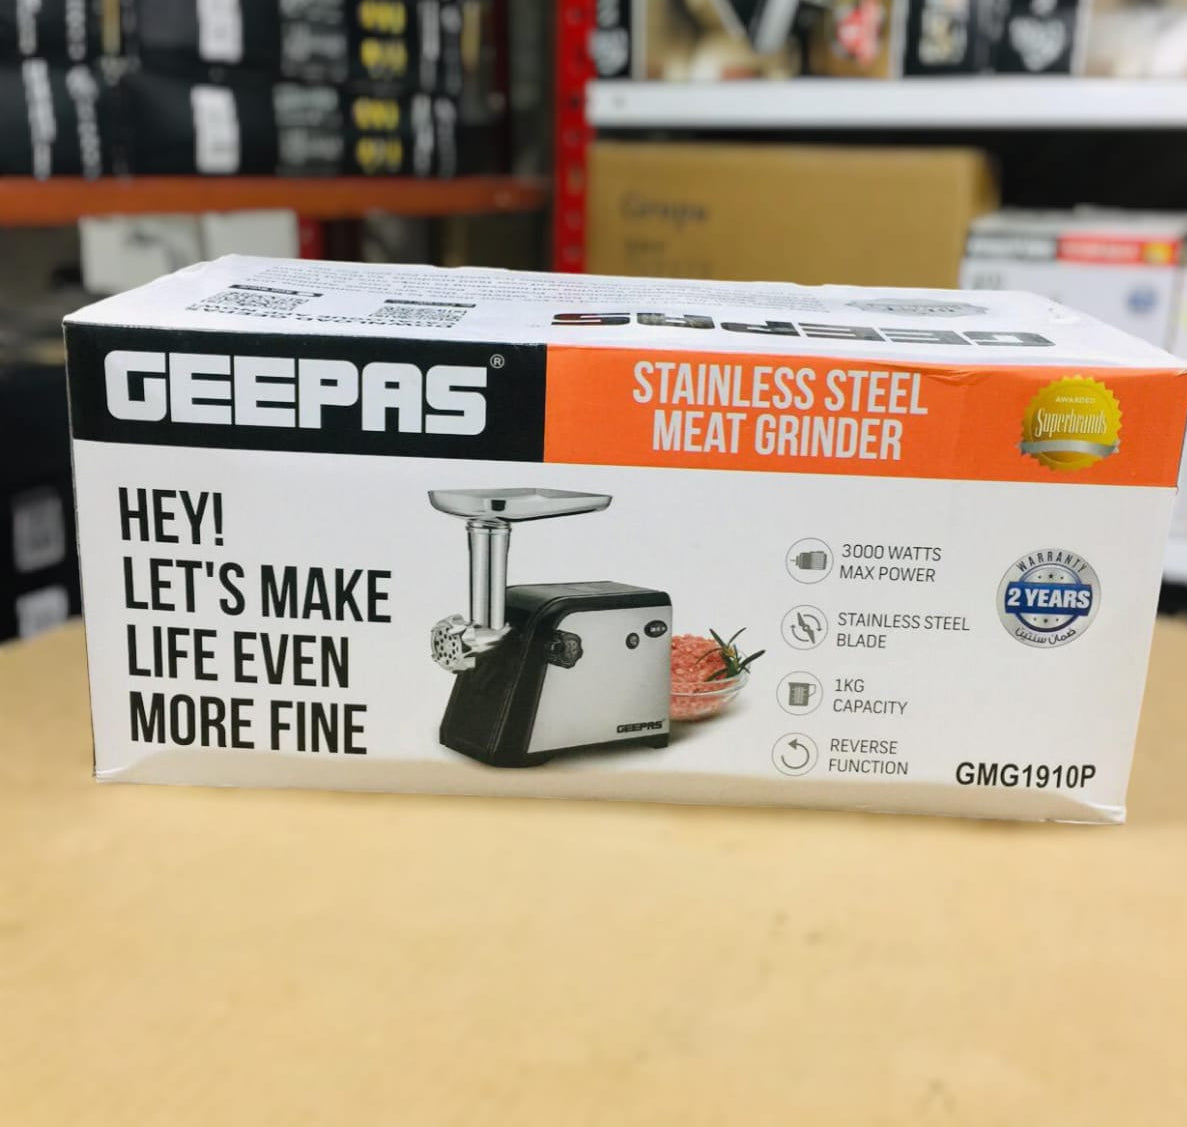 GEEPAS
GEEPAS®
STAINLESS STEEL
MEAT GRINDER
AWARDED
Superbrands
HEY!
LET'S MAKE
LIFE EVEN
MORE FINE
GEEPAS
3000 WATTS
MAX POWER
STAINLESS STEEL
BLADE
1KG
CAPACITY
REVERSE
FUNCTION
WARRANTY
2 YEARS
ضمان سنتين
GMG1910P